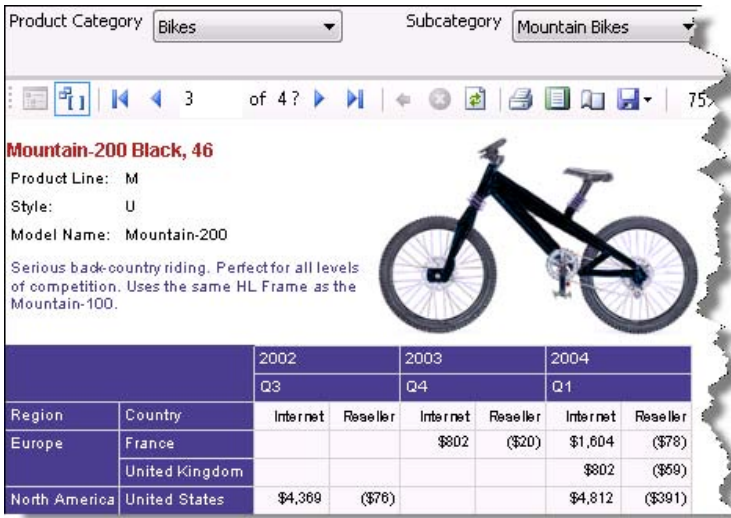 Product Category Bikes Subcategory Mountain Bikes
3 of 4? 75%
Mountain-200 Black, 46
Product Line: M
Style: U
Model Name: Mountain-200
Serious back-country riding. Perfect for all levels
of competition. Uses the same HL Frame as the
Mountain-100.
2002 2003 2004
Q3 Q4 Q1
Region Country Internet Reseller Internet Reseller Internet Reseller
Europe France $802 ($20) $1,604 ($78)
United Kingdom $802 ($59)
North America United States $4,369 ($76) $4,812 ($391)